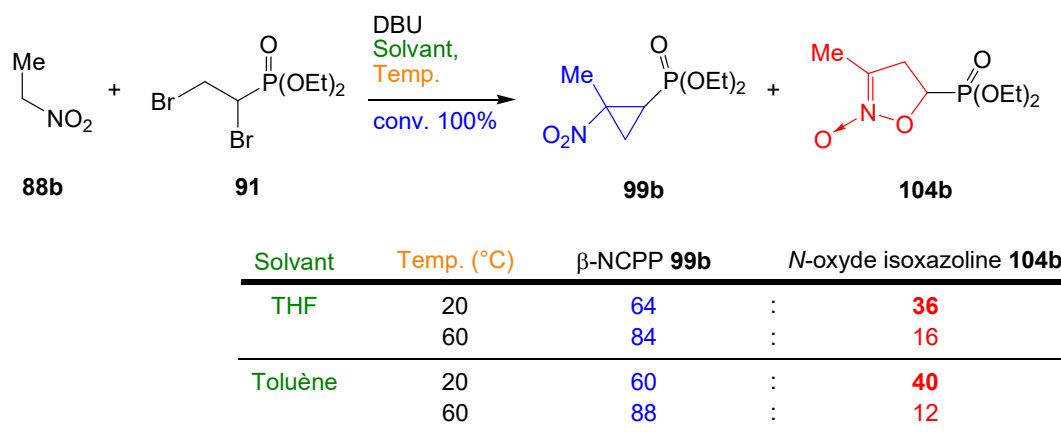 DBU
Solvant,
Temp.
conv. 100%
Me
NO2
+
Br
Br
O
P(OEt)2
Me
O2N
O
P(OEt)2
+
Me
N
O
O
O
P(OEt)2
88b
91
99b
104b
Solvant Temp. (°C) β-NCPP 99b N-oxyde isoxazoline 104b
THF 20 64 : 36
60 84 : 16
Toluène 20 60 : 40
60 88 : 12